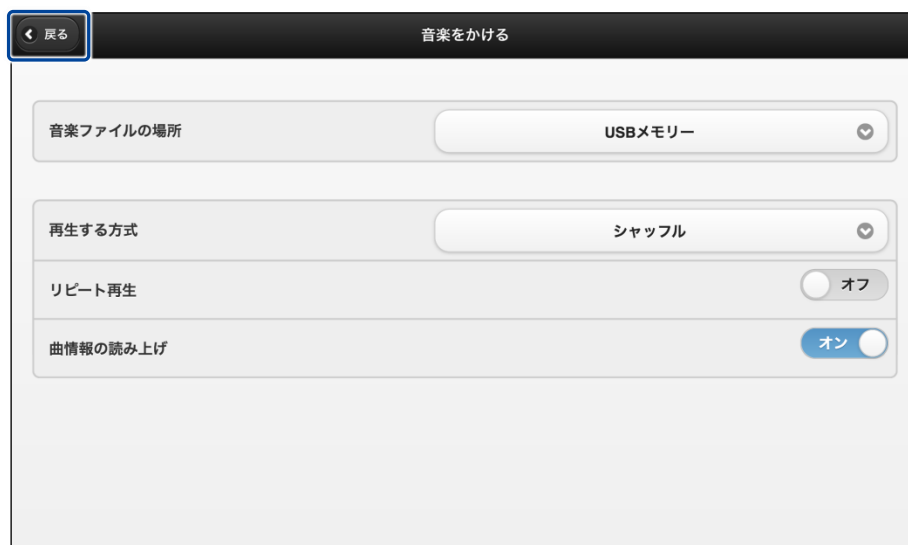 戻る
音楽をかける
音楽ファイルの場所
USBメモリー
再生する方式
シャッフル
リピート再生
オフ
曲情報の読み上げ
オン